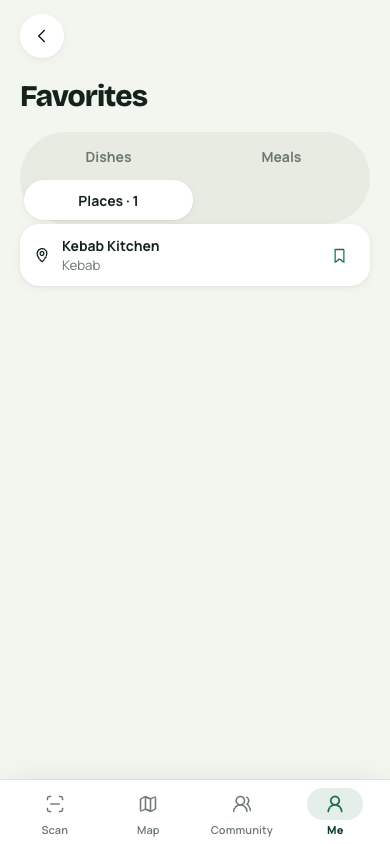 Favorites
Dishes
Meals
Places · 1
Kebab Kitchen
Kebab
Scan
Map
Community
Me